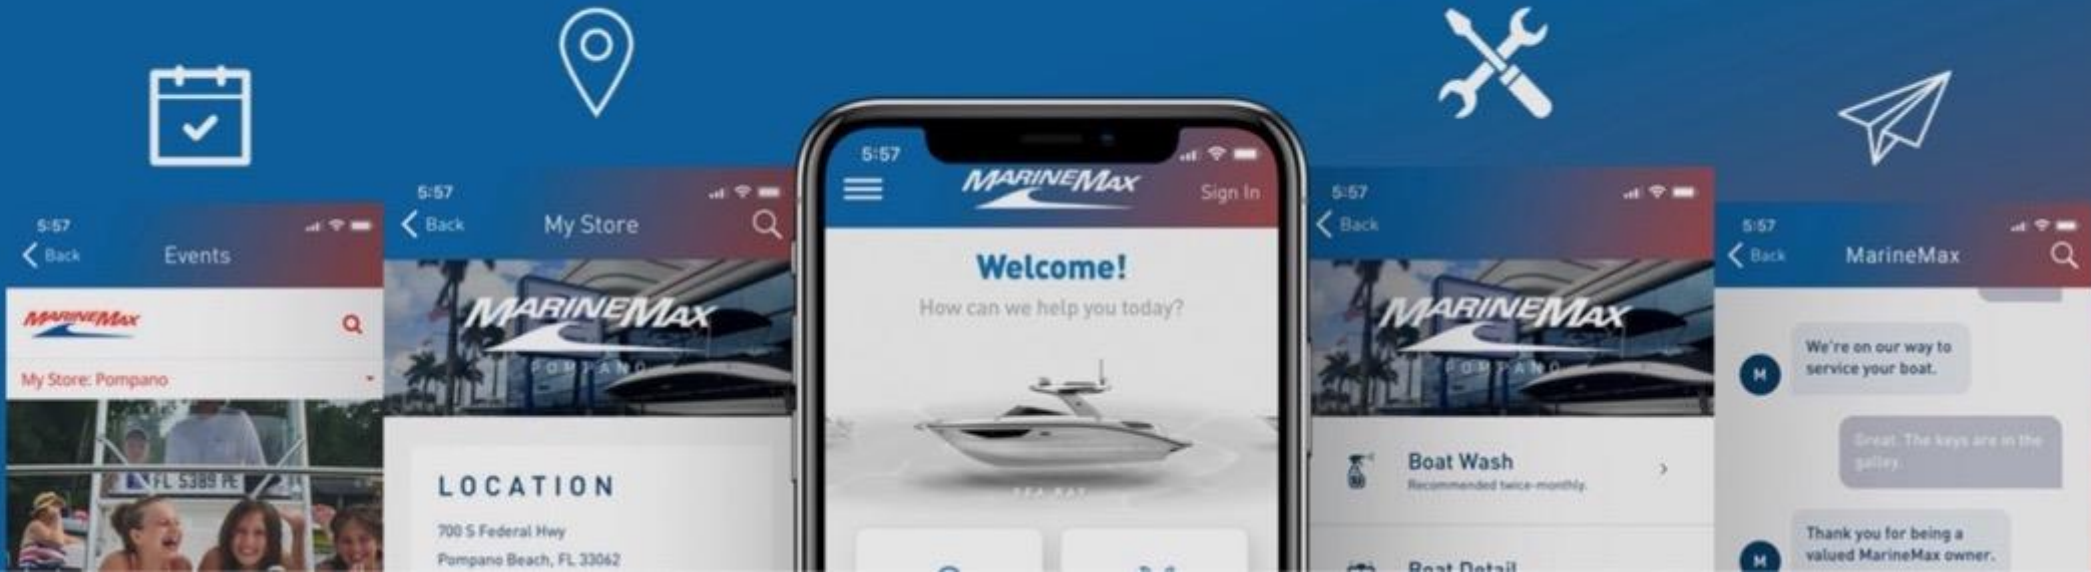 5:57
Back
Events
MARINEMAX
My Store: Pompano
FL 5389 PE
5:57
Back
My Store
MARINEMAX
POMPANO
LOCATION
700 S Federal Hwy
Pompano Beach, FL 33062
5:57
MARINEMAX
Sign In
Welcome!
How can we help you today?
SEA RAY
5:57
Back
MARINEMAX
POMPANO
Boat Wash
Recommended twice-monthly.
Boat Detail
5:57
Back
MarineMax
We're on our way to
service your boat.
M
Great. The keys are in the
galley.
Thank you for being a
valued MarineMax owner.
M